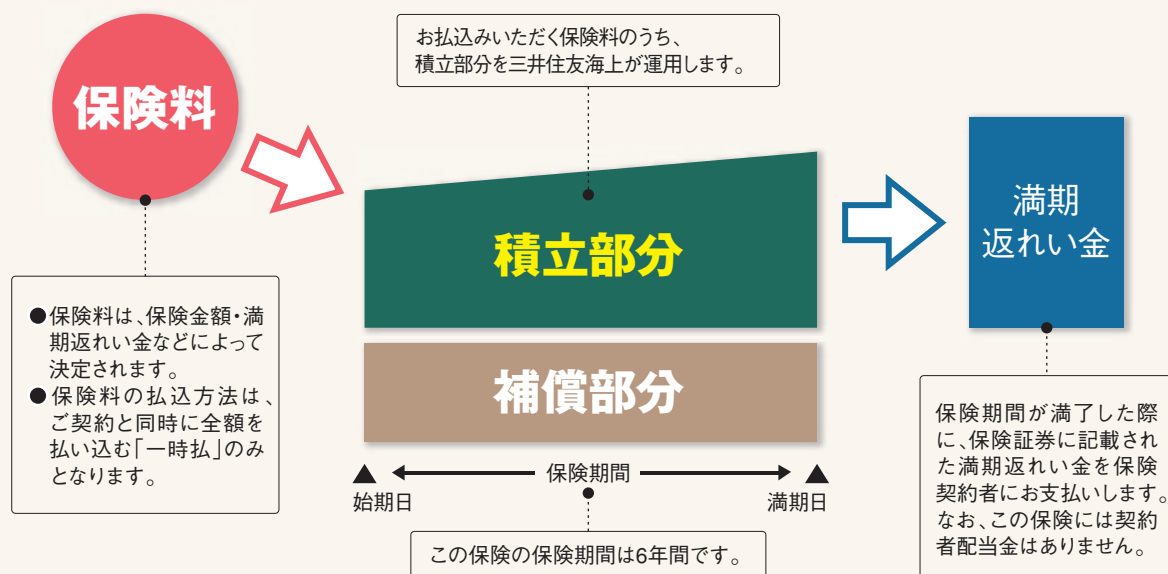 保険料
お払込みいただく保険料のうち、
積立部分を三井住友海上が運用します。
積立部分
補償部分
満期
返れい金
●保険料は、保険金額・満
期返れい金などによって
決定されます。
●保険料の払込方法は、
ご契約と同時に全額を
払い込む「一時払」のみ
となります。
保険期間
始期日
満期日
この保険の保険期間は6年間です。
保険期間が満了した際
に、保険証券に記載され
た満期返れい金を保険
契約者にお支払いします。
なお、この保険には契約
者配当金はありません。